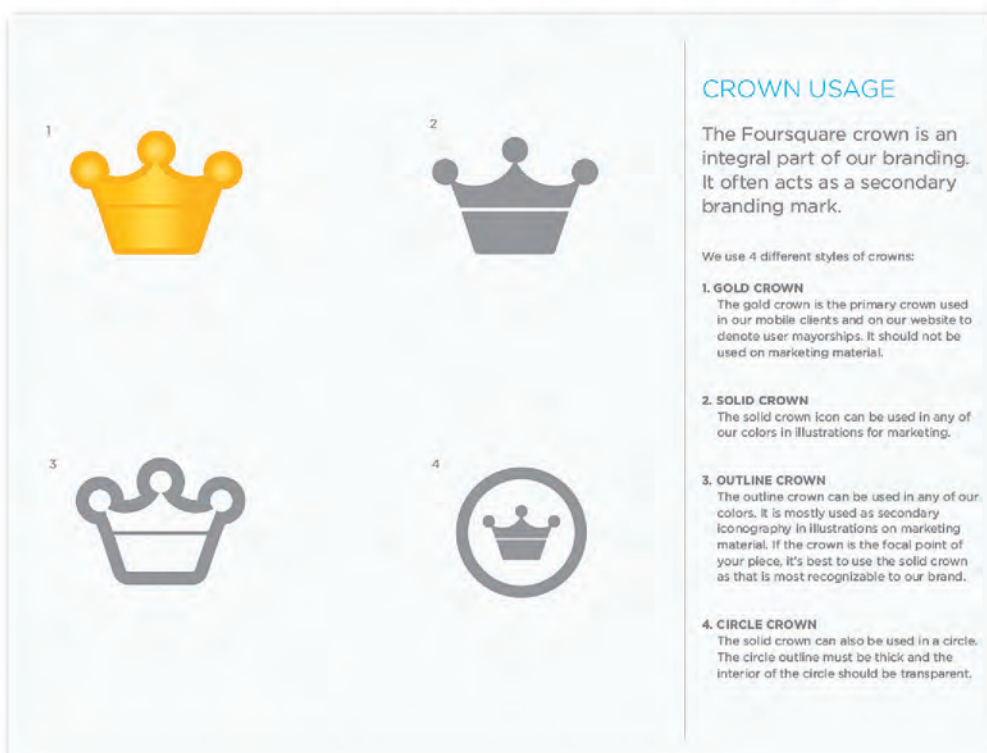 1
2
3
4
CROWN USAGE
The Foursquare crown is an
integral part of our branding.
It often acts as a secondary
branding mark.
We use 4 different styles of crowns:
1. GOLD CROWN
The gold crown is the primary crown used
in our mobile clients and on our website to
denote user mayorships. It should not be
used on marketing material.
2. SOLID CROWN
The solid crown icon can be used in any of
our colors in illustrations for marketing.
3. OUTLINE CROWN
The outline crown can be used in any of our
colors. It is mostly used as secondary
iconography in illustrations on marketing
material. If the crown is the focal point of
your piece, it's best to use the solid crown
as that is most recognizable to our brand.
4. CIRCLE CROWN
The solid crown can also be used in a circle.
The circle outline must be thick and the
interior of the circle should be transparent.